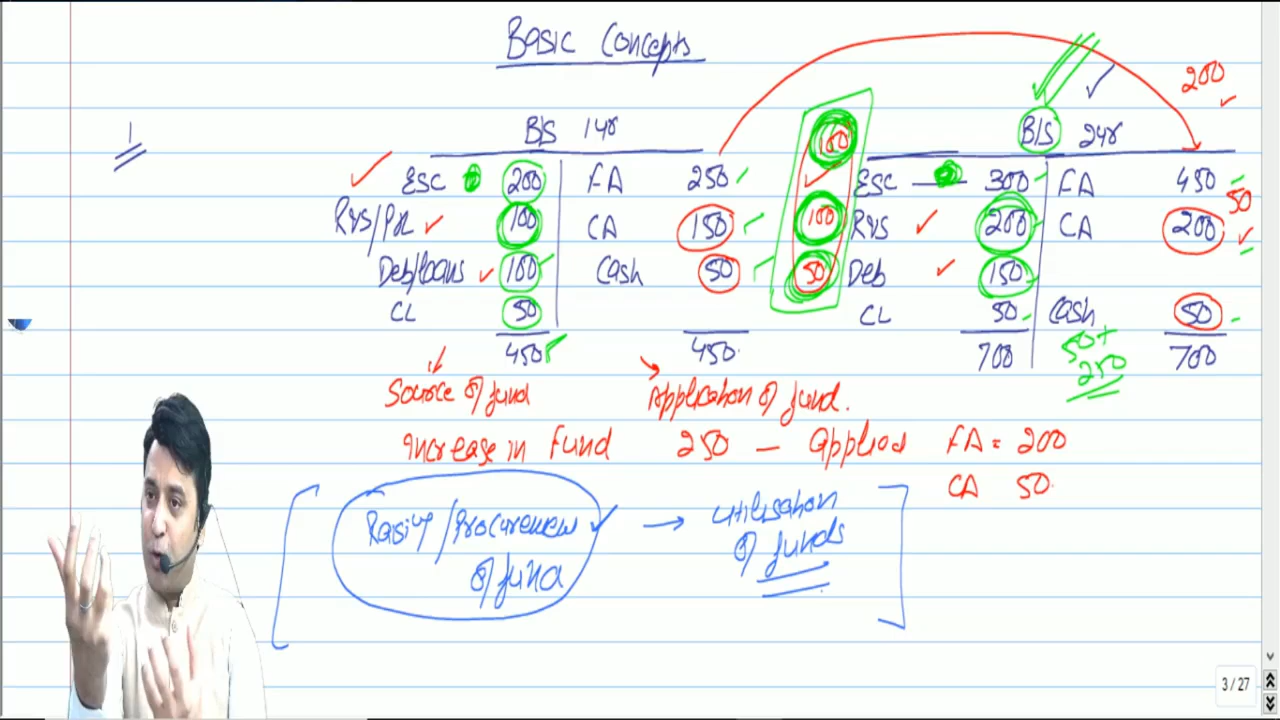 Basic Concepts
1
B/S 1yr
ESC 200 FA 250
Rvs/P&L 100 CA 150
Deb/loans 100 Cash 50
CL 50
450 450
100
100
50
B/S 2yr
200
ESC 300 FA 450
50
Rvs 200 CA 200
Deb 150
CL 50 Cash 50
700 700
50+
250
Source of fund Application of fund.
Increase in Fund 250 – applied FA = 200
CA 50
Raising/Procurement of fund → utilisation of funds
3 / 27